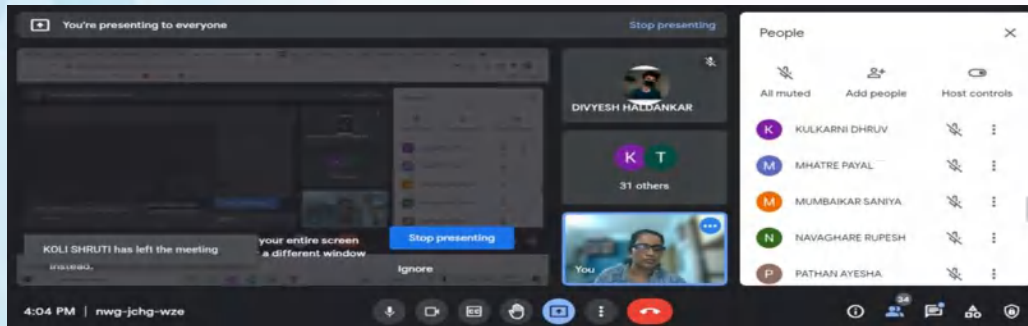 You're presenting to everyone
Stop presenting
DIVYESH HALDANKAR
K T
31 others
You
KOLI SHRUTI has left the meeting
your entire screen
a different window
instead.
Stop presenting
Ignore
People
All muted
Add people
Host controls
K KULKARNI DHRUV
M MHATRE PAYAL
M MUMBAIKAR SANIYA
N NAVAGHARE RUPESH
P PATHAN AYESHA
4:04 PM | nwg-jchg-wze
34